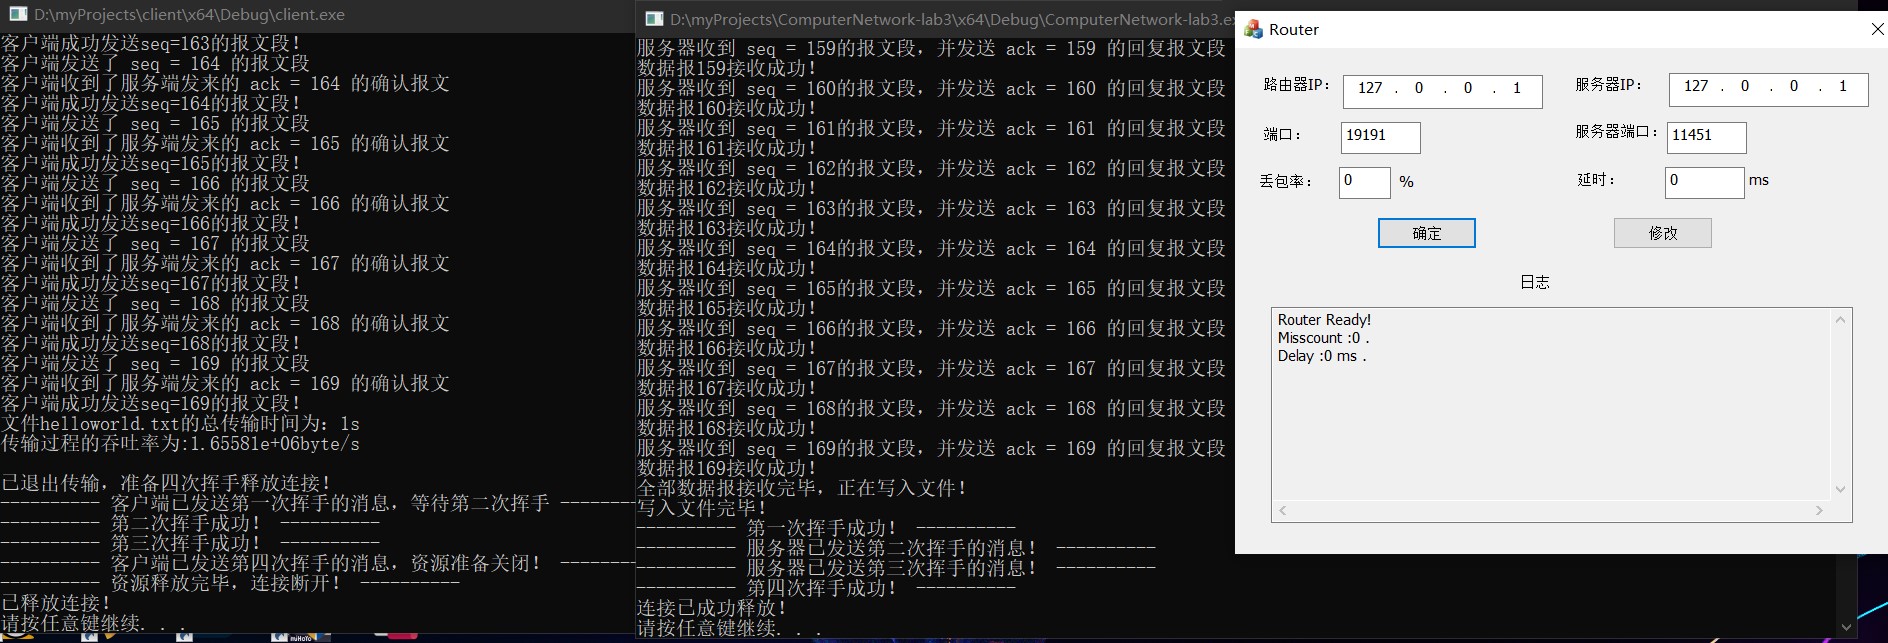 D:\myProjects\client\x64\Debug\client.exe
客户端成功发送seq=163的报文段!
客户端发送了 seq = 164 的报文段
客户端收到了服务端发来的 ack = 164 的确认报文
客户端成功发送seq=164的报文段!
客户端发送了 seq = 165 的报文段
客户端收到了服务端发来的 ack = 165 的确认报文
客户端成功发送seq=165的报文段!
客户端发送了 seq = 166 的报文段
客户端收到了服务端发来的 ack = 166 的确认报文
客户端成功发送seq=166的报文段!
客户端发送了 seq = 167 的报文段
客户端收到了服务端发来的 ack = 167 的确认报文
客户端成功发送seq=167的报文段!
客户端发送了 seq = 168 的报文段
客户端收到了服务端发来的 ack = 168 的确认报文
客户端成功发送seq=168的报文段!
客户端发送了 seq = 169 的报文段
客户端收到了服务端发来的 ack = 169 的确认报文
客户端成功发送seq=169的报文段!
文件helloworld.txt的总传输时间为: 1s
传输过程的吞吐率为:1.65581e+06byte/s
已退出传输，准备四次挥手释放连接!
---------- 客户端已发送第一次挥手的消息，等待第二次挥手 --------
---------- 第二次挥手成功! ----------
---------- 第三次挥手成功! ----------
---------- 客户端已发送第四次挥手的消息，资源准备关闭! --------
---------- 资源释放完毕，连接断开! ----------
已释放连接!
请按任意键继续. . .
D:\myProjects\ComputerNetwork-lab3\x64\Debug\ComputerNetwork-lab3.ex
服务器收到 seq = 159的报文段，并发送 ack = 159 的回复报文段
数据报159接收成功!
服务器收到 seq = 160的报文段，并发送 ack = 160 的回复报文段
数据报160接收成功!
服务器收到 seq = 161的报文段，并发送 ack = 161 的回复报文段
数据报161接收成功!
服务器收到 seq = 162的报文段，并发送 ack = 162 的回复报文段
数据报162接收成功!
服务器收到 seq = 163的报文段，并发送 ack = 163 的回复报文段
数据报163接收成功!
服务器收到 seq = 164的报文段，并发送 ack = 164 的回复报文段
数据报164接收成功!
服务器收到 seq = 165的报文段，并发送 ack = 165 的回复报文段
数据报165接收成功!
服务器收到 seq = 166的报文段，并发送 ack = 166 的回复报文段
数据报166接收成功!
服务器收到 seq = 167的报文段，并发送 ack = 167 的回复报文段
数据报167接收成功!
服务器收到 seq = 168的报文段，并发送 ack = 168 的回复报文段
数据报168接收成功!
服务器收到 seq = 169的报文段，并发送 ack = 169 的回复报文段
数据报169接收成功!
全部数据报接收完毕，正在写入文件!
写入文件完毕!
---------- 第一次挥手成功! ----------
---------- 服务器已发送第二次挥手的消息! ----------
---------- 服务器已发送第三次挥手的消息! ----------
---------- 第四次挥手成功! ----------
连接已成功释放!
请按任意键继续. . .
Router
路由器IP： 127 . 0 . 0 . 1 服务器IP： 127 . 0 . 0 . 1
端口： 19191 服务器端口： 11451
丢包率： 0 % 延时： 0 ms
确定 修改
日志
Router Ready!
Misscount :0 .
Delay :0 ms .
miHoYo